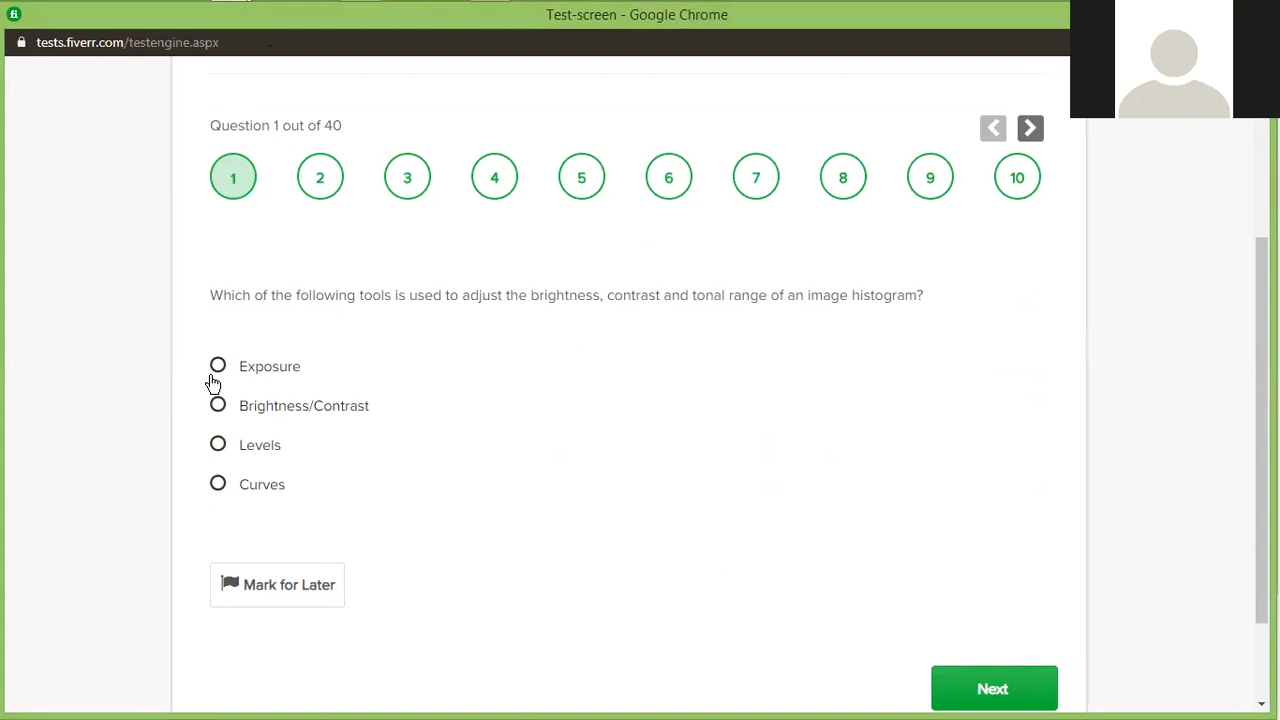 fi
Test-screen - Google Chrome
tests.fiverr.com/testengine.aspx
Question 1 out of 40
1 2 3 4 5 6 7 8 9 10
Which of the following tools is used to adjust the brightness, contrast and tonal range of an image histogram?
Exposure
Brightness/Contrast
Levels
Curves
Mark for Later
Next